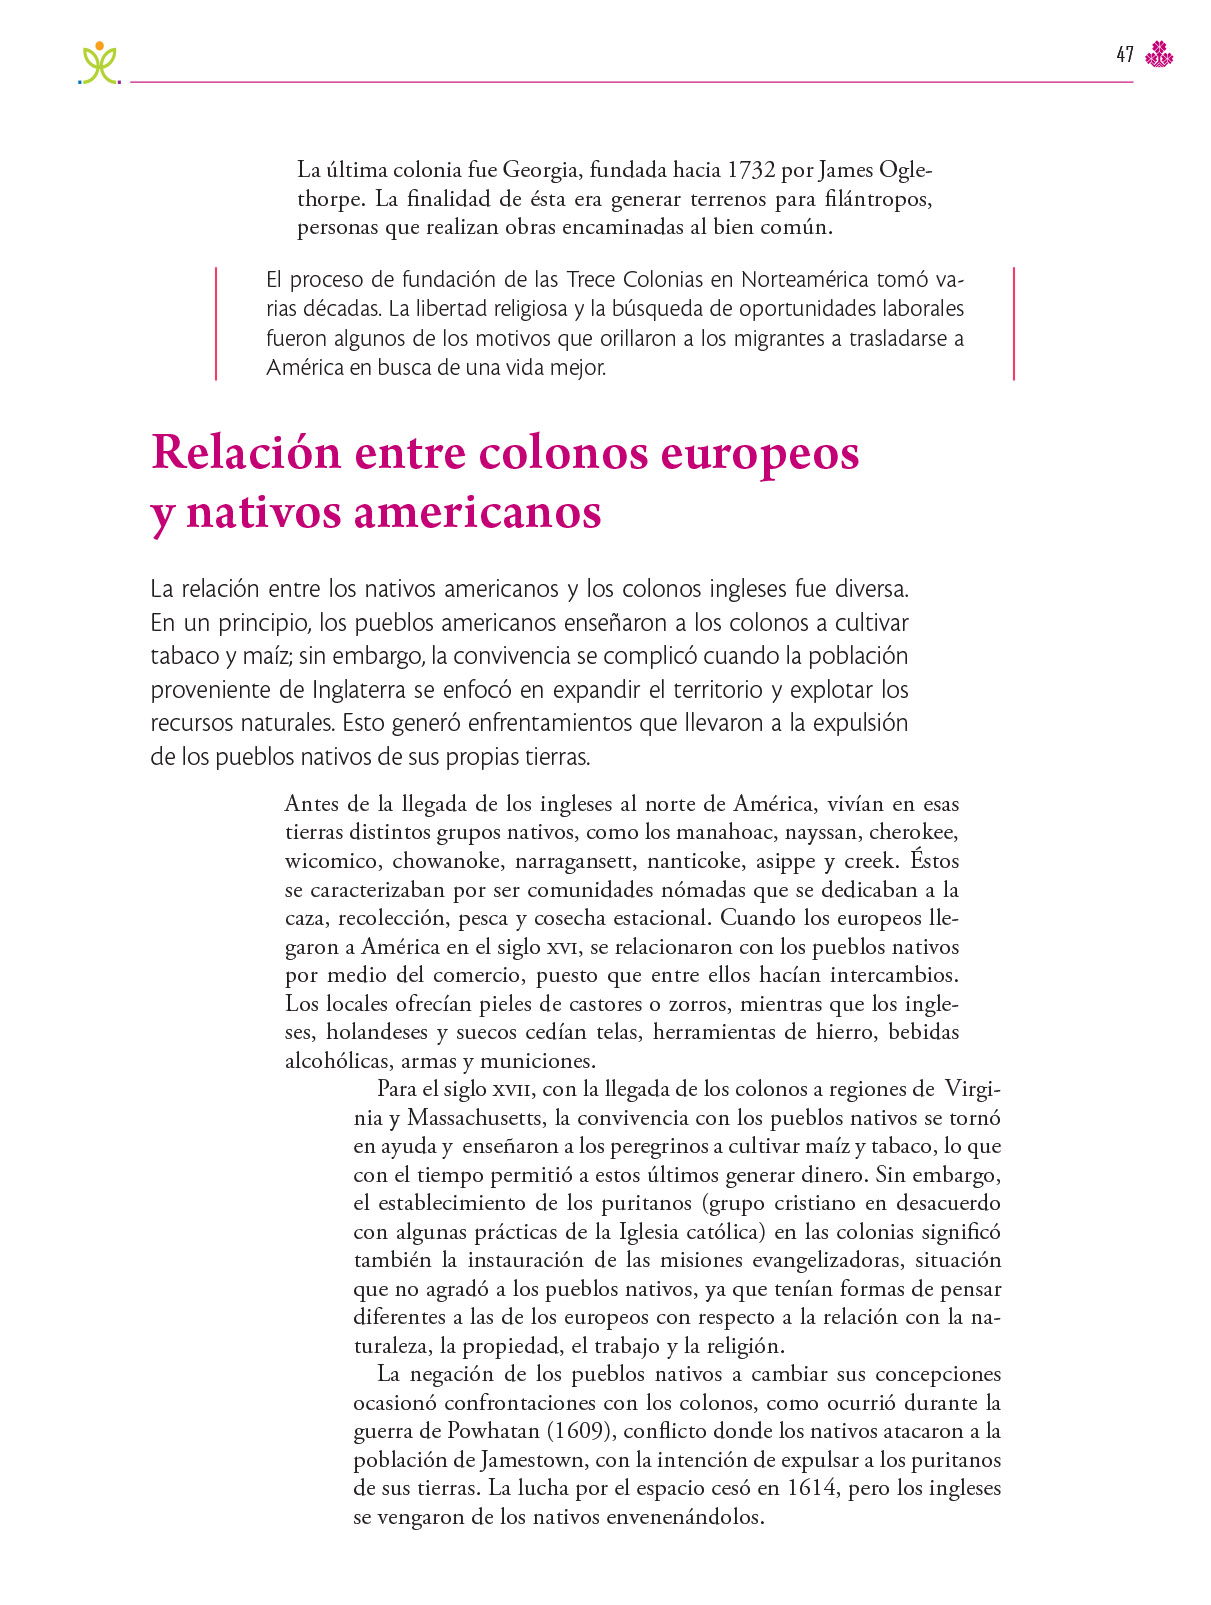 47
La última colonia fue Georgia, fundada hacia 1732 por James Ogle-
thorpe. La finalidad de ésta era generar terrenos para filántropos,
personas que realizan obras encaminadas al bien común.
El proceso de fundación de las Trece Colonias en Norteamérica tomó va-
rias décadas. La libertad religiosa y la búsqueda de oportunidades laborales
fueron algunos de los motivos que orillaron a los migrantes a trasladarse a
América en busca de una vida mejor.
Relación entre colonos europeos
y nativos americanos
La relación entre los nativos americanos y los colonos ingleses fue diversa.
En un principio, los pueblos americanos enseñaron a los colonos a cultivar
tabaco y maíz; sin embargo, la convivencia se complicó cuando la población
proveniente de Inglaterra se enfocó en expandir el territorio y explotar los
recursos naturales. Esto generó enfrentamientos que llevaron a la expulsión
de los pueblos nativos de sus propias tierras.
Antes de la llegada de los ingleses al norte de América, vivían en esas
tierras distintos grupos nativos, como los manahoac, nayssan, cherokee,
wicomico, chowanoke, narragansett, nanticoke, asippe y creek. Éstos
se caracterizaban por ser comunidades nómadas que se dedicaban a la
caza, recolección, pesca y cosecha estacional. Cuando los europeos lle-
garon a América en el siglo XVI, se relacionaron con los pueblos nativos
por medio del comercio, puesto que entre ellos hacían intercambios.
Los locales ofrecían pieles de castores o zorros, mientras que los ingle-
ses, holandeses y suecos cedían telas, herramientas de hierro, bebidas
alcohólicas, armas y municiones.
Para el siglo XVII, con la llegada de los colonos a regiones de Virgi-
nia y Massachusetts, la convivencia con los pueblos nativos se tornó
en ayuda y enseñaron a los peregrinos a cultivar maíz y tabaco, lo que
con el tiempo permitió a estos últimos generar dinero. Sin embargo,
el establecimiento de los puritanos (grupo cristiano en desacuerdo
con algunas prácticas de la Iglesia católica) en las colonias significó
también la instauración de las misiones evangelizadoras, situación
que no agradó a los pueblos nativos, ya que tenían formas de pensar
diferentes a las de los europeos con respecto a la relación con la na-
turaleza, la propiedad, el trabajo y la religión.
La negación de los pueblos nativos a cambiar sus concepciones
ocasionó confrontaciones con los colonos, como ocurrió durante la
guerra de Powhatan (1609), conflicto donde los nativos atacaron a la
población de Jamestown, con la intención de expulsar a los puritanos
de sus tierras. La lucha por el espacio cesó en 1614, pero los ingleses
se vengaron de los nativos envenenándolos.